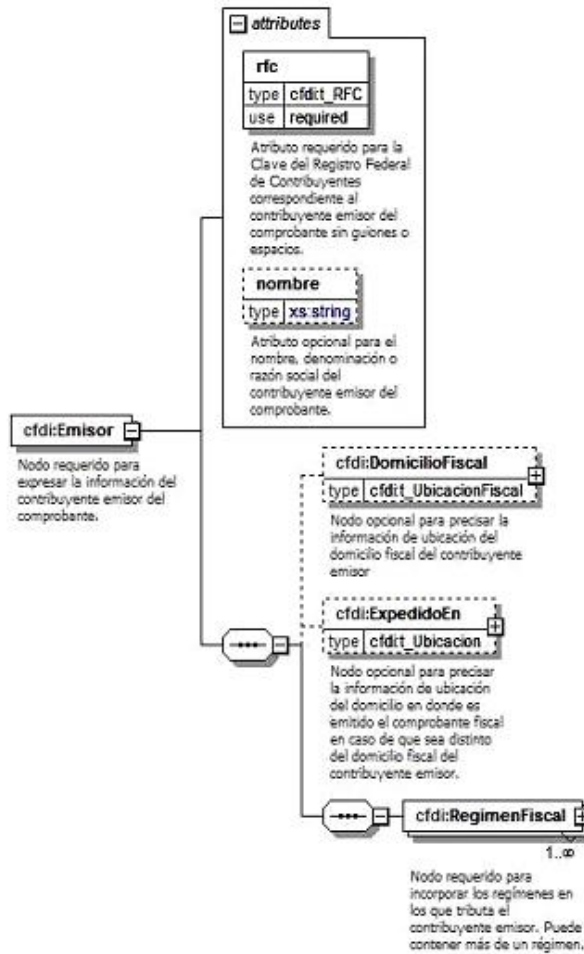 attributes
rfc
type cfdi:t_RFC
use required
Atributo requerido para la
Clave del Registro Federal
de Contribuyentes
correspondiente al
contribuyente emisor del
comprobante sin guiones o
espacios.
nombre
type xs:string
Atributo opcional para el
nombre, denominación o
razón social del
contribuyente emisor del
comprobante.
cfdi:Emisor
Nodo requerido para
expresar la información del
contribuyente emisor del
comprobante.
cfdi:DomicilioFiscal
type cfdi:t_UbicacionFiscal
Nodo opcional para precisar la
información de ubicación del
domicilio fiscal del contribuyente
emisor
cfdi:ExpedidoEn
type cfdi:t_Ubicacion
Nodo opcional para precisar
la información de ubicación
del domicilio en donde es
emitido el comprobante fiscal
en caso de que sea distinto
del domicilio fiscal del
contribuyente emisor.
cfdi:RegimenFiscal
1..∞
Nodo requerido para
incorporar los regímenes en
los que tributa el
contribuyente emisor. Puede
contener más de un régimen.